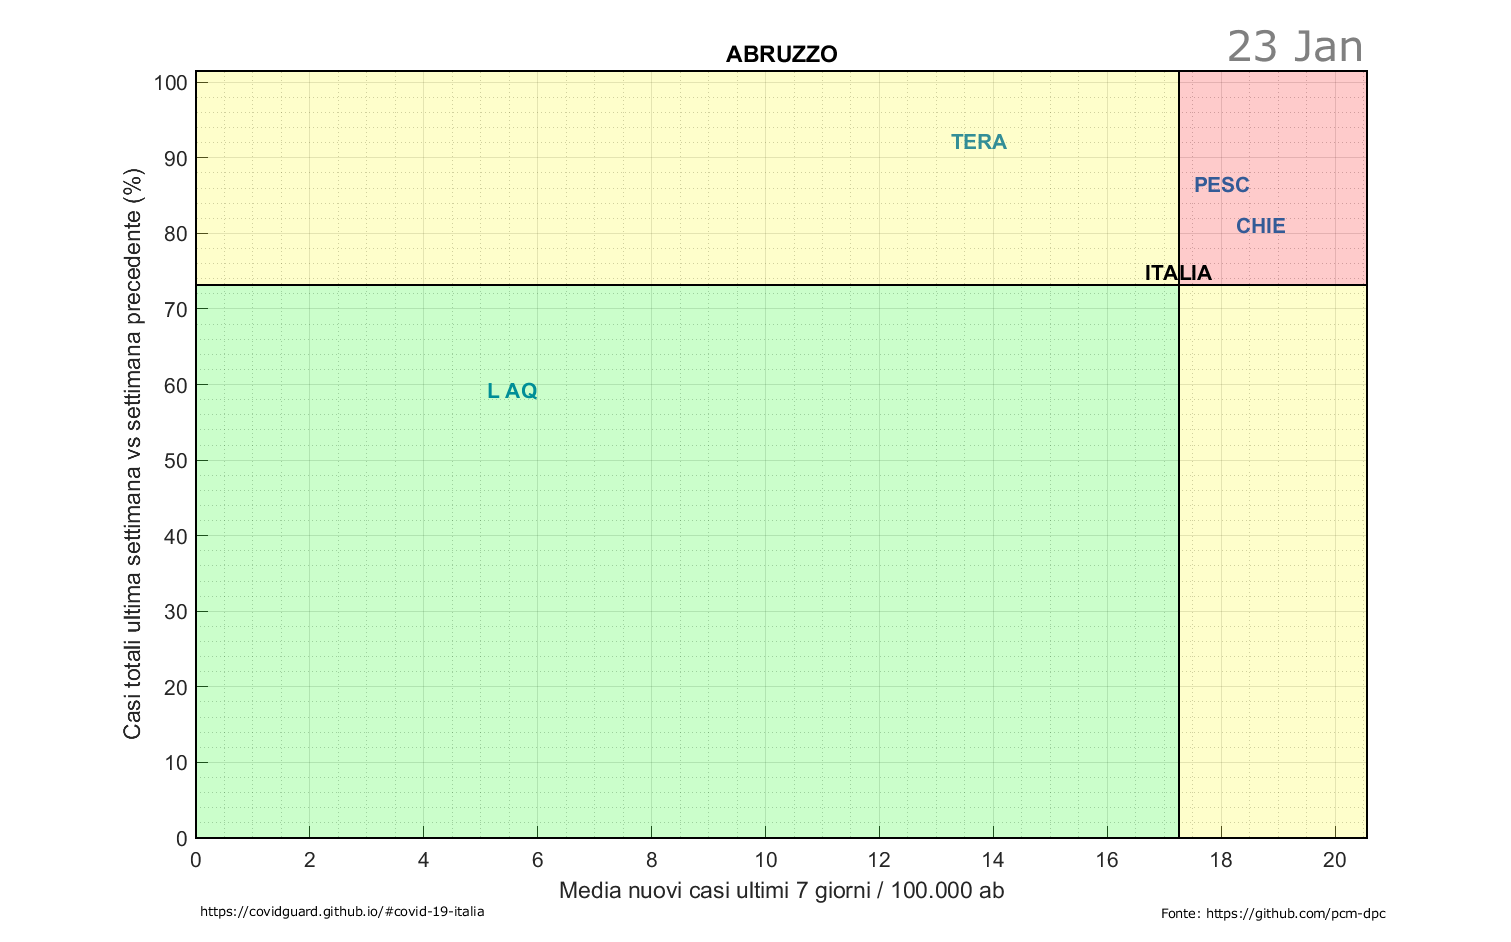 ABRUZZO
23 Jan
100
90
80
70
60
50
40
30
20
10
0
Casi totali ultima settimana vs settimana precedente (%)
TERA
PESC
CHIE
ITALIA
L AQ
0 2 4 6 8 10 12 14 16 18 20
Media nuovi casi ultimi 7 giorni / 100.000 ab
https://covidguard.github.io/#covid-19-italia
Fonte: https://github.com/pcm-dpc